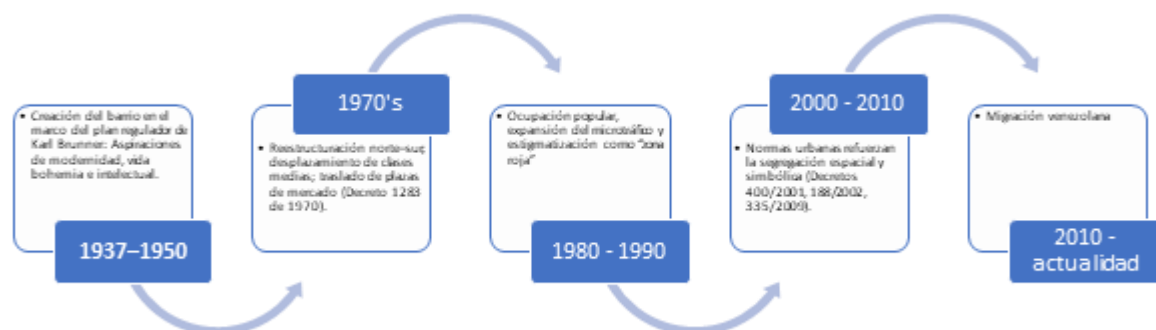 • Creación del barrio en el
marco del plan regulador de
Karl Brunner: Aspiraciones
de modernidad, vida
bohemia e intelectual.
1937–1950
1970's
• Reestructuración norte–sur;
desplazamiento de clases
medias; traslado de plazas
de mercado (Decreto 1283
de 1970).
• Ocupación popular,
expansión del microtráfico y
estigmatización como "zona
roja"
1980 - 1990
2000 - 2010
• Normas urbanas refuerzan
la segregación espacial y
simbólica (Decretos
400/2001, 188/2002,
335/2009).
• Migración venezolana
2010 -
actualidad